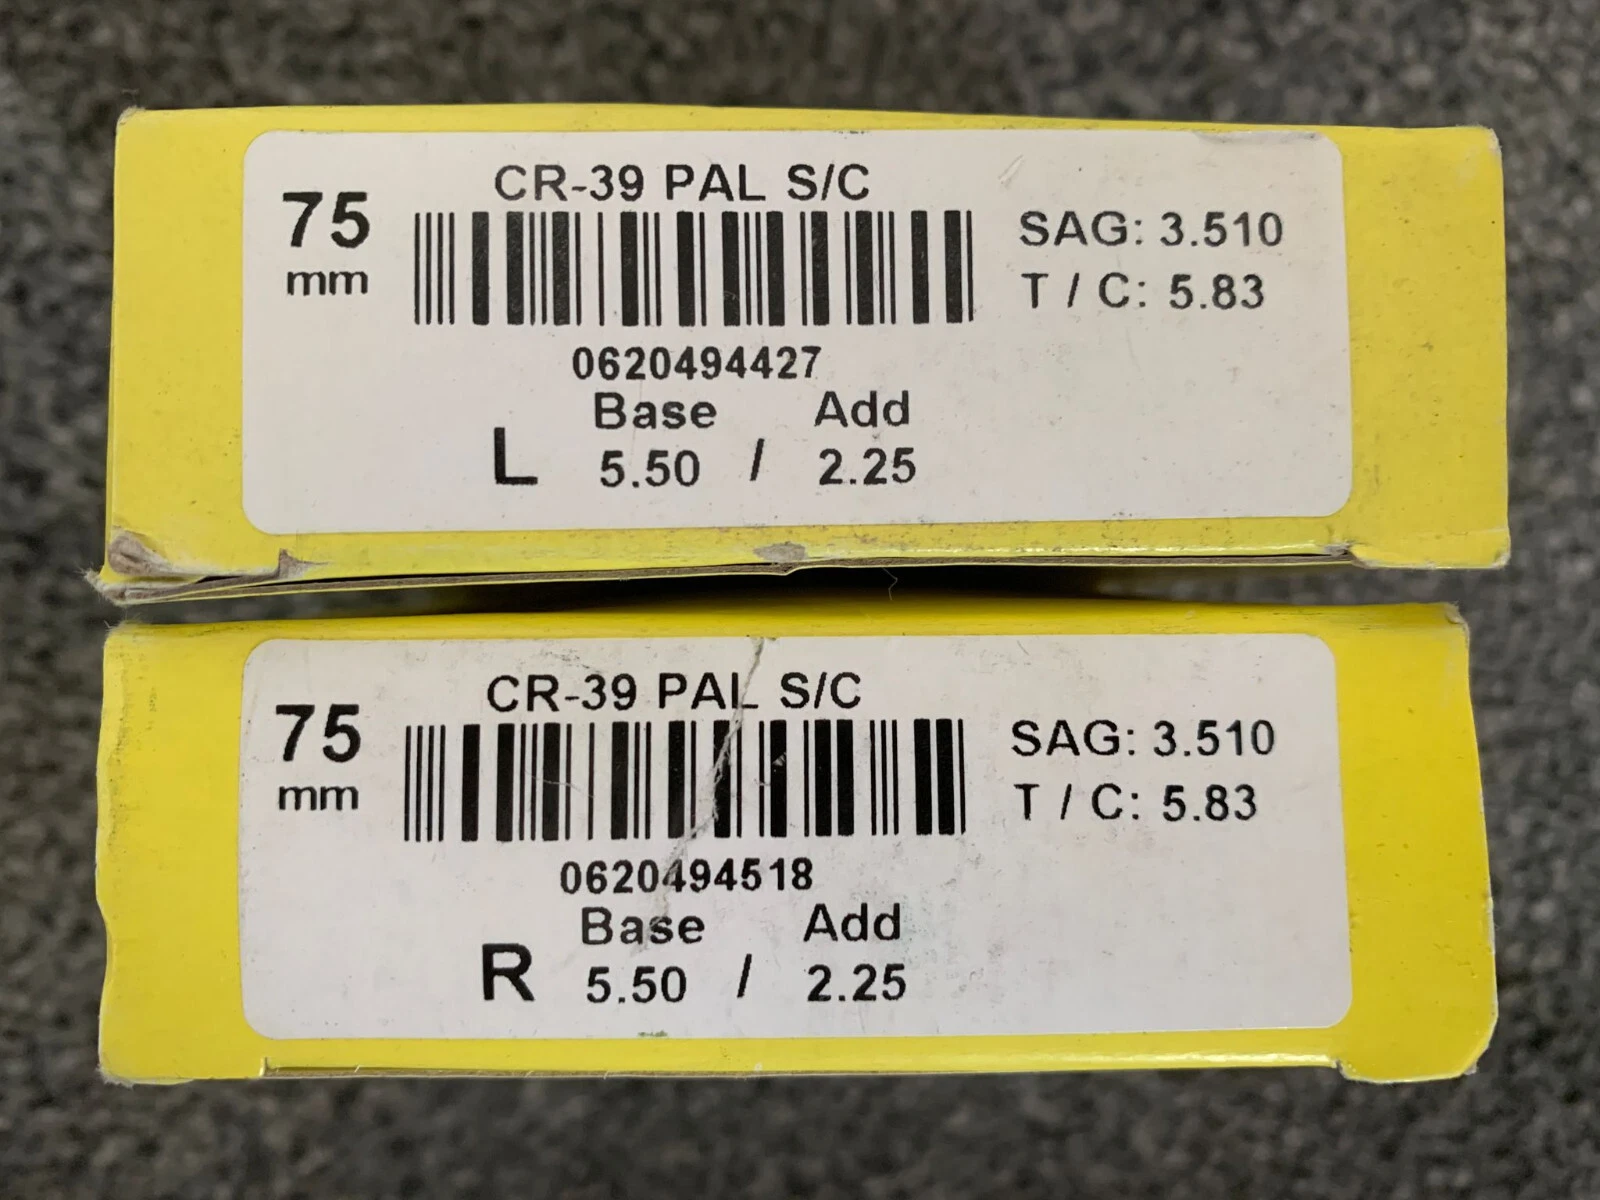 CR-39 PAL S/C
75
mm
SAG: 3.510
T / C: 5.83
0620494427
Base Add
L 5.50 / 2.25
CR-39 PAL S/C
75
mm
SAG: 3.510
T / C: 5.83
0620494518
Base Add
R 5.50 / 2.25